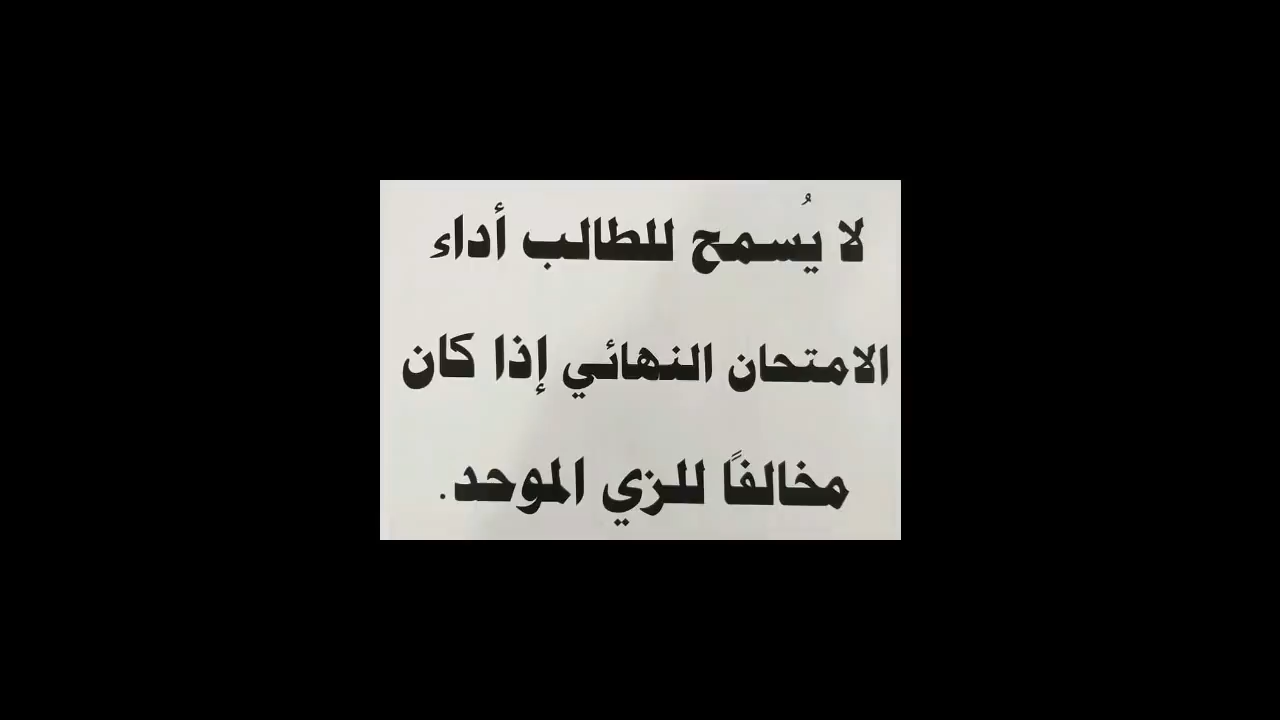 لا يُسمح للطالب أداء
الامتحان النهائي إذا كان
مخالفًا للزي الموحد.